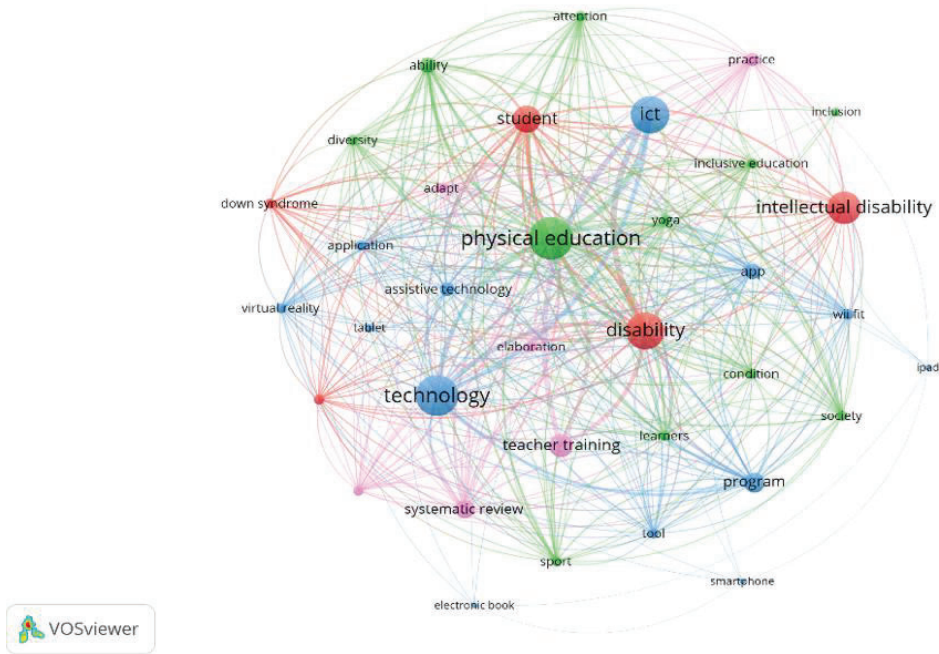 attention
practice
ability
ict
inclusion
student
diversity
inclusive education
adapt
down syndrome
intellectual disability
yoga
physical education
application
app
assistive technology
virtual reality
wii fit
tablet
disability
elaboration
ipad
condition
technology
society
learners
teacher training
program
systematic review
tool
sport
smartphone
electronic book
VOSviewer